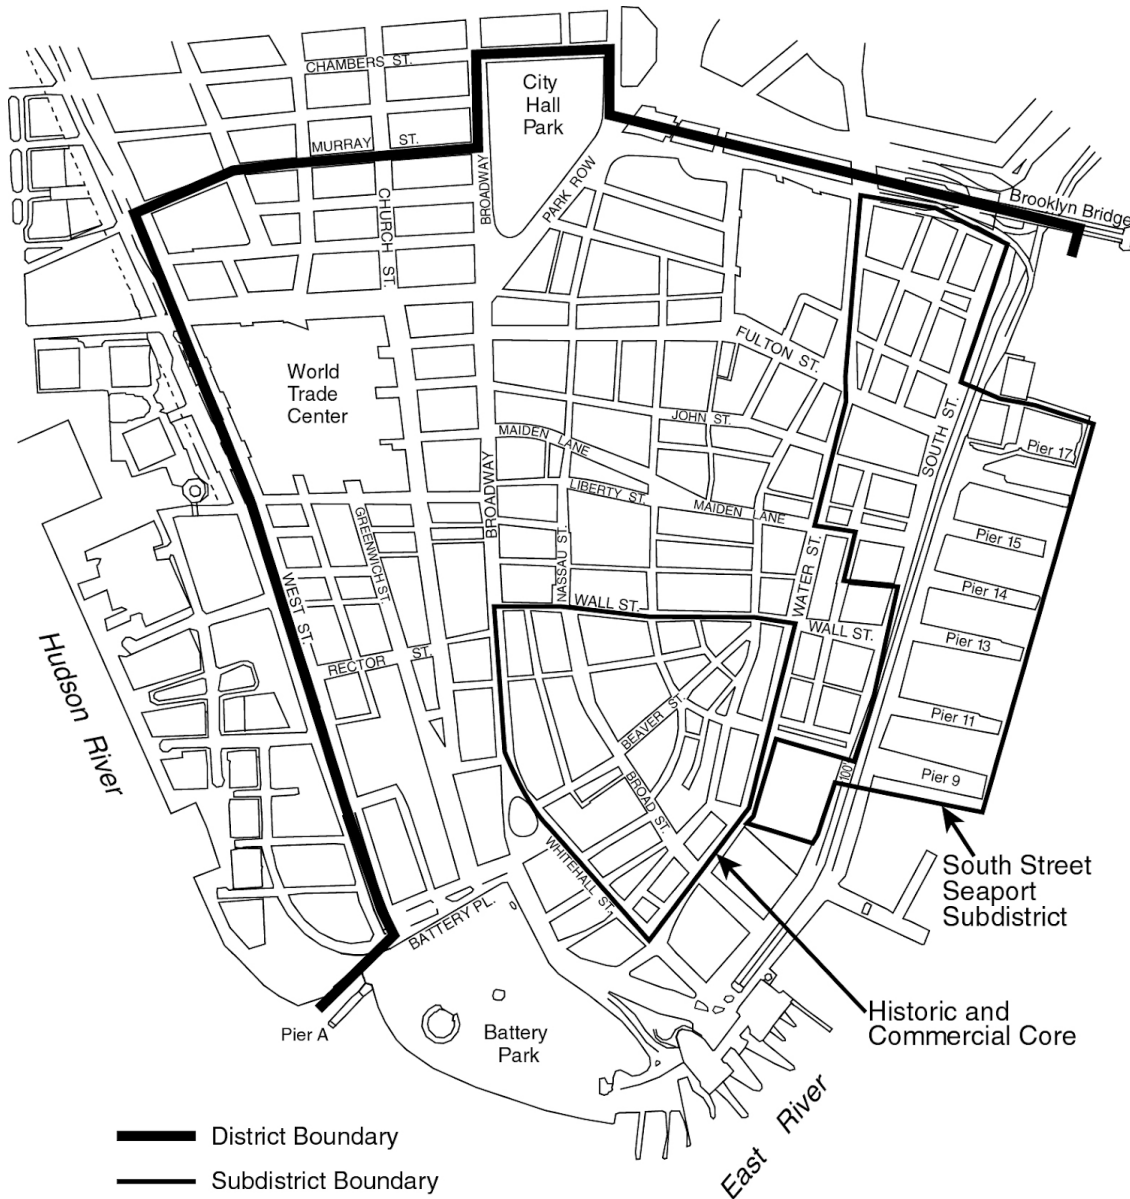 CHAMBERS ST.
City
Hall
Park
MURRAY ST.
BROADWAY
PARK ROW
CHURCH ST.
Brooklyn Bridge
World
Trade
Center
FULTON ST.
JOHN ST.
SOUTH ST.
MAIDEN LANE
Pier 17
BROADWAY
LIBERTY ST.
MAIDEN LANE
GREENWICH ST.
NASSAU ST.
WATER ST.
Pier 15
WEST ST.
WALL ST.
Pier 14
WALL ST.
Pier 13
Hudson River
RECTOR ST.
BEAVER ST.
Pier 11
BROAD ST.
100'
Pier 9
WHITEHALL ST.
South Street
Seaport
Subdistrict
BATTERY PL.
Historic and
Commercial Core
Pier A
Battery
Park
East River
District Boundary
Subdistrict Boundary